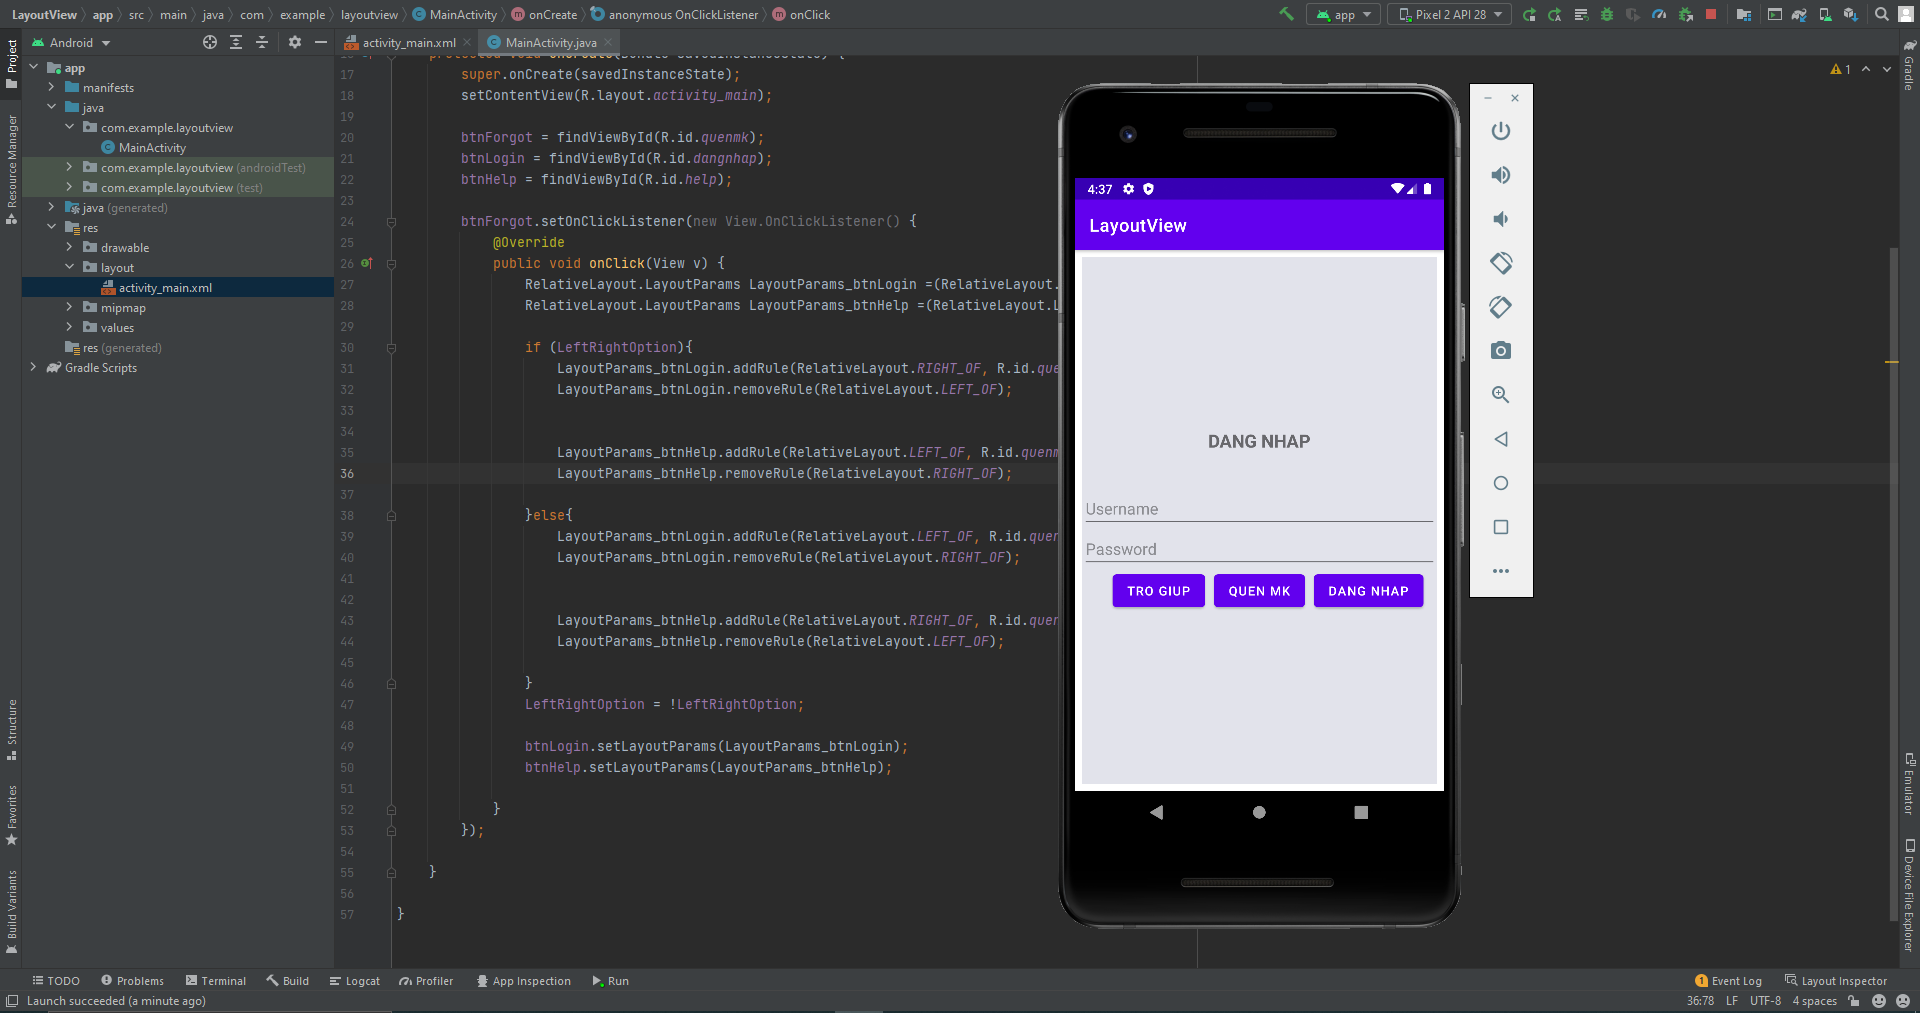 LayoutView app src main java com example layoutview MainActivity onCreate anonymous OnClickListener onClick
app Pixel 2 API 28
Android
activity_main.xml MainActivity.java
Project
Resource Manager
Structure
Favorites
Build Variants
app
manifests
java
com.example.layoutview
MainActivity
com.example.layoutview (androidTest)
com.example.layoutview (test)
java (generated)
res
drawable
layout
activity_main.xml
mipmap
values
res (generated)
Gradle Scripts
17 super.onCreate(savedInstanceState);
18 setContentView(R.layout.activity_main);
19
20 btnForgot = findViewById(R.id.quenmk);
21 btnLogin = findViewById(R.id.dangnhap);
22 btnHelp = findViewById(R.id.help);
23
24 btnForgot.setOnClickListener(new View.OnClickListener() {
25 @Override
26 public void onClick(View v) {
27 RelativeLayout.LayoutParams LayoutParams_btnLogin =(RelativeLayout.
28 RelativeLayout.LayoutParams LayoutParams_btnHelp =(RelativeLayout.L
29
30 if (LeftRightOption){
31 LayoutParams_btnLogin.addRule(RelativeLayout.RIGHT_OF, R.id.que
32 LayoutParams_btnLogin.removeRule(RelativeLayout.LEFT_OF);
33
34
35 LayoutParams_btnHelp.addRule(RelativeLayout.LEFT_OF, R.id.quenm
36 LayoutParams_btnHelp.removeRule(RelativeLayout.RIGHT_OF);
37
38 }else{
39 LayoutParams_btnLogin.addRule(RelativeLayout.LEFT_OF, R.id.quen
40 LayoutParams_btnLogin.removeRule(RelativeLayout.RIGHT_OF);
41
42
43 LayoutParams_btnHelp.addRule(RelativeLayout.RIGHT_OF, R.id.quen
44 LayoutParams_btnHelp.removeRule(RelativeLayout.LEFT_OF);
45
46 }
47 LeftRightOption = !LeftRightOption;
48
49 btnLogin.setLayoutParams(LayoutParams_btnLogin);
50 btnHelp.setLayoutParams(LayoutParams_btnHelp);
51
52 }
53 });
54
55 }
56
57 }
4:37
LayoutView
DANG NHAP
Username
Password
TRO GIUP QUEN MK DANG NHAP
1
Gradle
Emulator
Device File Explorer
TODO Problems Terminal Build Logcat Profiler App Inspection Run
1 Event Log Layout Inspector
Launch succeeded (a minute ago)
36:78 LF UTF-8 4 spaces